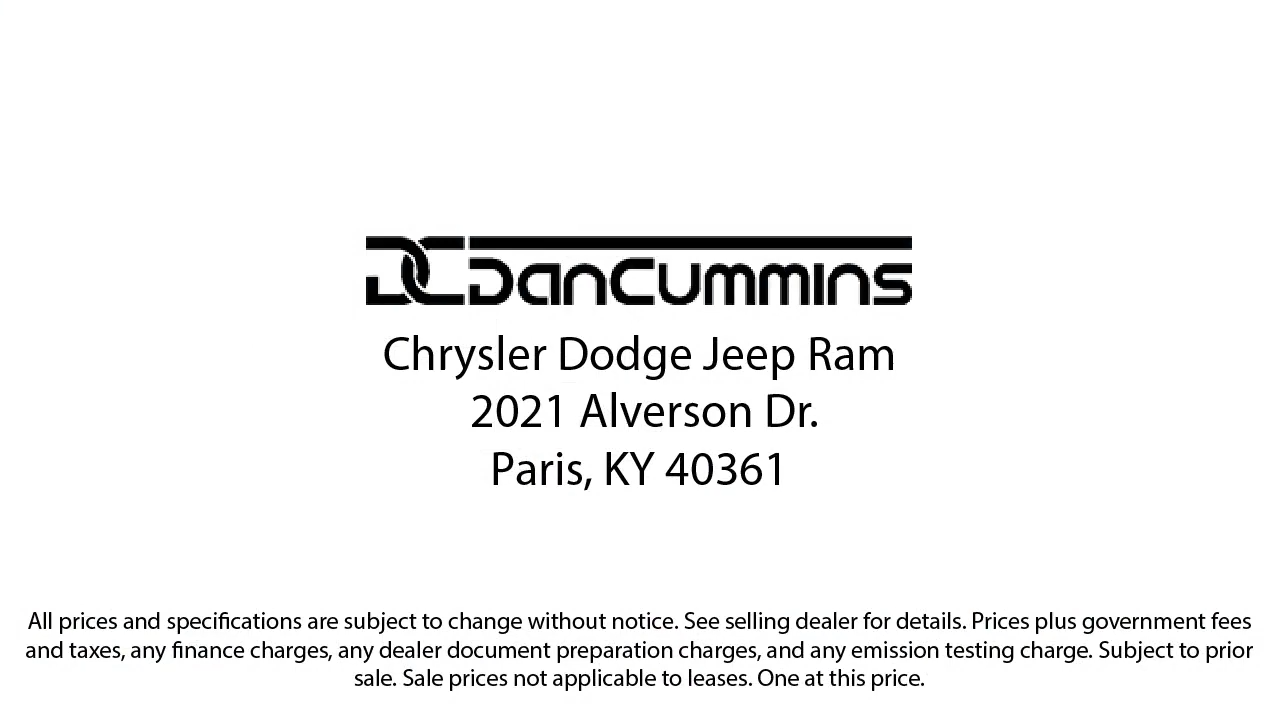 DC DanCummins
Chrysler Dodge Jeep Ram
2021 Alverson Dr.
Paris, KY 40361
All prices and specifications are subject to change without notice. See selling dealer for details. Prices plus government fees
and taxes, any finance charges, any dealer document preparation charges, and any emission testing charge. Subject to prior
sale. Sale prices not applicable to leases. One at this price.